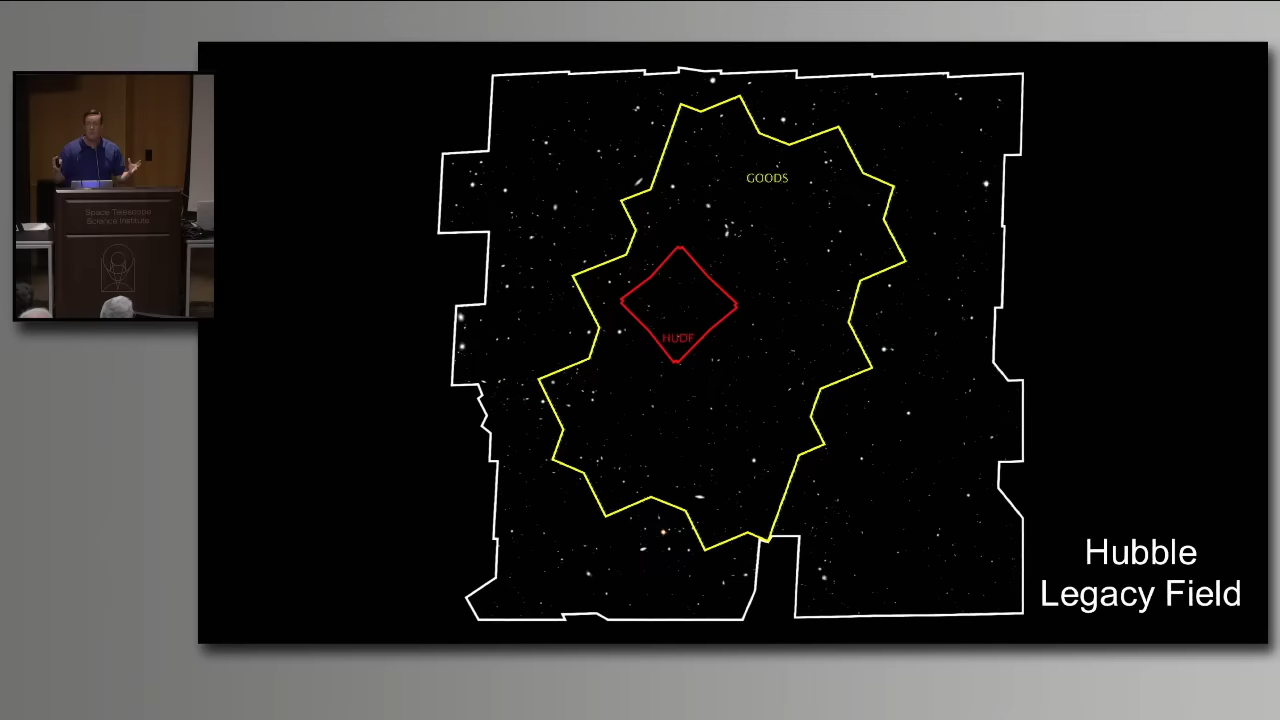 Space Telescope
Science Institute
GOODS
HUDF
Hubble
Legacy Field